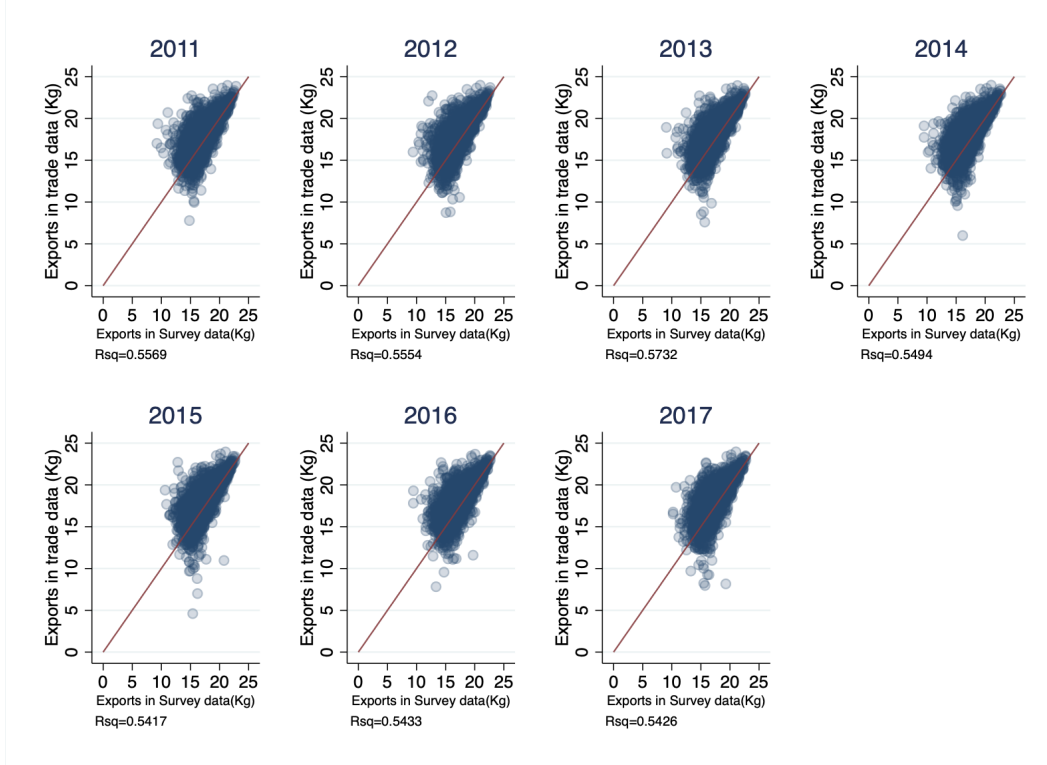 2011
2012
2013
2014
Exports in trade data (Kg)
25
20
15
10
5
0
0 5 10 15 20 25
Exports in Survey data(Kg)
Rsq=0.5569
Exports in trade data (Kg)
25
20
15
10
5
0
0 5 10 15 20 25
Exports in Survey data(Kg)
Rsq=0.5554
Exports in trade data (Kg)
25
20
15
10
5
0
0 5 10 15 20 25
Exports in Survey data(Kg)
Rsq=0.5732
Exports in trade data (Kg)
25
20
15
10
5
0
0 5 10 15 20 25
Exports in Survey data(Kg)
Rsq=0.5494
2015
2016
2017
Exports in trade data (Kg)
25
20
15
10
5
0
0 5 10 15 20 25
Exports in Survey data(Kg)
Rsq=0.5417
Exports in trade data (Kg)
25
20
15
10
5
0
0 5 10 15 20 25
Exports in Survey data(Kg)
Rsq=0.5433
Exports in trade data (Kg)
25
20
15
10
5
0
0 5 10 15 20 25
Exports in Survey data(Kg)
Rsq=0.5426